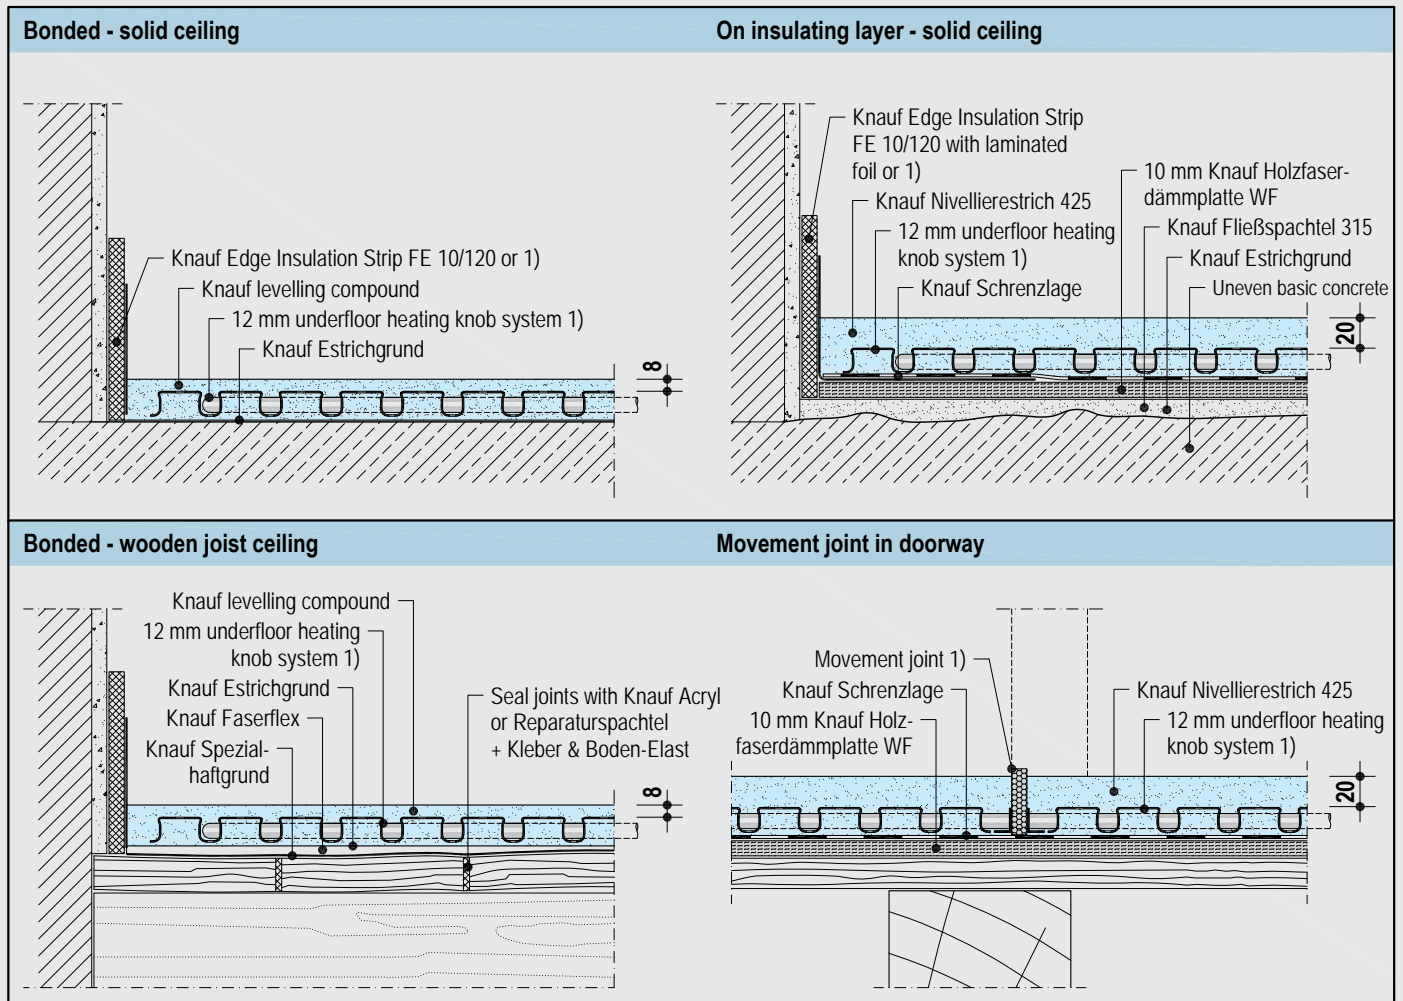 Bonded - solid ceiling
Knauf Edge Insulation Strip FE 10/120 or 1)
Knauf levelling compound
12 mm underfloor heating knob system 1)
Knauf Estrichgrund
8
On insulating layer - solid ceiling
Knauf Edge Insulation Strip
FE 10/120 with laminated
foil or 1)
Knauf Nivellierestrich 425
12 mm underfloor heating
knob system 1)
Knauf Schrenzlage
10 mm Knauf Holzfaser-
dämmplatte WF
Knauf Fließspachtel 315
Knauf Estrichgrund
Uneven basic concrete
20
Bonded - wooden joist ceiling
Knauf levelling compound
12 mm underfloor heating
knob system 1)
Knauf Estrichgrund
Knauf Faserflex
Knauf Spezial-
haftgrund
Seal joints with Knauf Acryl
or Reparaturspachtel
+ Kleber & Boden-Elast
8
Movement joint in doorway
Movement joint 1)
Knauf Schrenzlage
10 mm Knauf Holz-
faserdämmplatte WF
Knauf Nivellierestrich 425
12 mm underfloor heating
knob system 1)
20